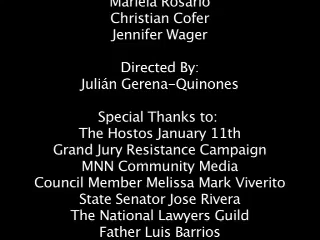 Mariela Rosario
Christian Cofer
Jennifer Wager
Directed By:
Julián Gerena-Quinones
Special Thanks to:
The Hostos January 11th
Grand Jury Resistance Campaign
MNN Community Media
Council Member Melissa Mark Viverito
State Senator Jose Rivera
The National Lawyers Guild
Father Luis Barrios